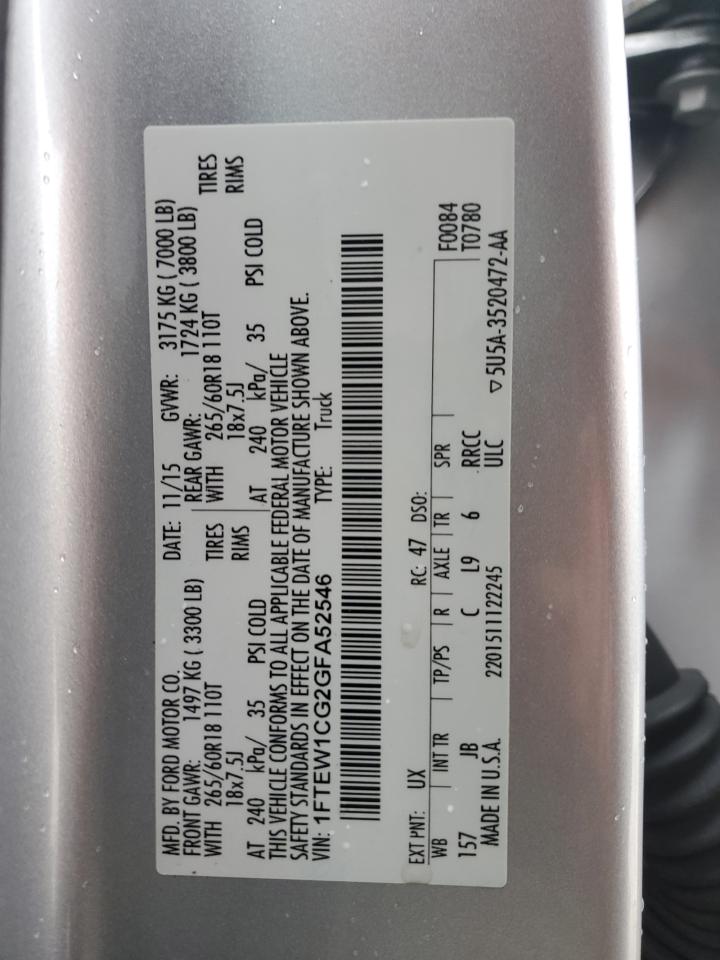 MFD. BY FORD MOTOR CO. DATE: 11/15 GVWR: 3175 KG ( 7000 LB)
FRONT GAWR: 1497 KG ( 3300 LB) REAR GAWR: 1724 KG ( 3800 LB)
WITH 265/60R18 110T TIRES WITH 265/60R18 110T TIRES
18x7.5J RIMS 18x7.5J RIMS
AT 240 kPa/ 35 PSI COLD AT 240 kPa/ 35 PSI COLD
THIS VEHICLE CONFORMS TO ALL APPLICABLE FEDERAL MOTOR VEHICLE
SAFETY STANDARDS IN EFFECT ON THE DATE OF MANUFACTURE SHOWN ABOVE.
VIN: 1FTEW1CG2GFA52546 TYPE: Truck
EXT PNT: UX RC: 47 DSO:
WB INT TR TP/PS R AXLE TR SPR F0084
157 JB C L9 6 RRCC T0780
MADE IN U.S.A. 2201511122245 ULC ▽ 5U5A-3520472-AA